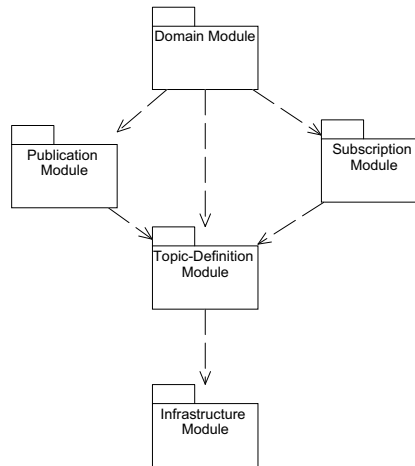 Domain Module
Publication
Module
Subscription
Module
Topic-Definition
Module
Infrastructure
Module